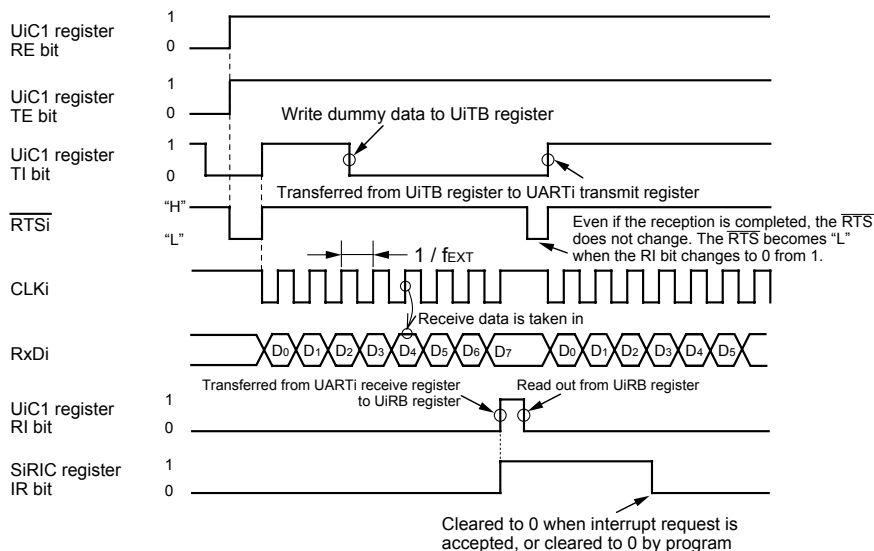 UiC1 register
RE bit
1
0
UiC1 register
TE bit
1
0
Write dummy data to UiTB register
UiC1 register
TI bit
1
0
Transferred from UiTB register to UARTi transmit register
RTSi
“H”
“L”
Even if the reception is completed, the RTS
does not change. The RTS becomes “L”
when the RI bit changes to 0 from 1.
1 / fEXT
CLKi
Receive data is taken in
RxDi
D0 D1 D2 D3 D4 D5 D6 D7 D0 D1 D2 D3 D4 D5
Transferred from UARTi receive register
to UiRB register
Read out from UiRB register
UiC1 register
RI bit
1
0
SiRIC register
IR bit
1
0
Cleared to 0 when interrupt request is
accepted, or cleared to 0 by program